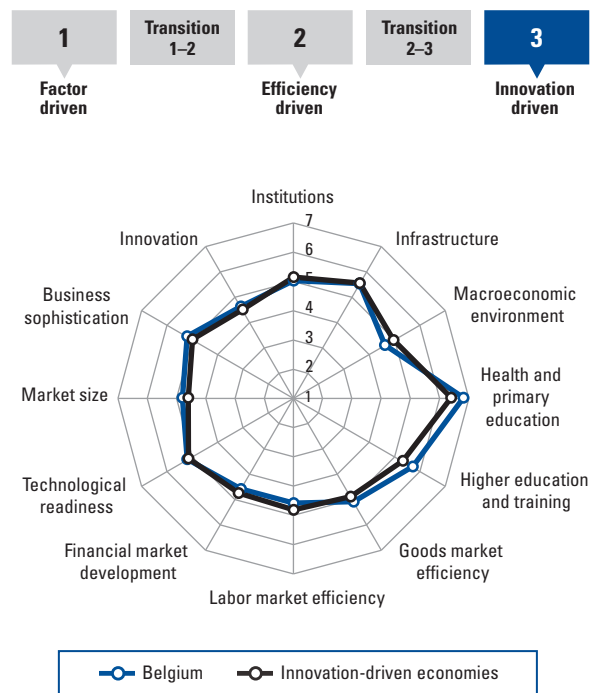 1
Transition
1–2
2
Transition
2–3
3
Factor
driven
Efficiency
driven
Innovation
driven
Institutions
7
Innovation
6
Infrastructure
5
Business
sophistication
4
Macroeconomic
environment
3
2
Market size
1
Health and
primary
education
Technological
readiness
Higher education
and training
Financial market
development
Goods market
efficiency
Labor market efficiency
Belgium
Innovation-driven economies